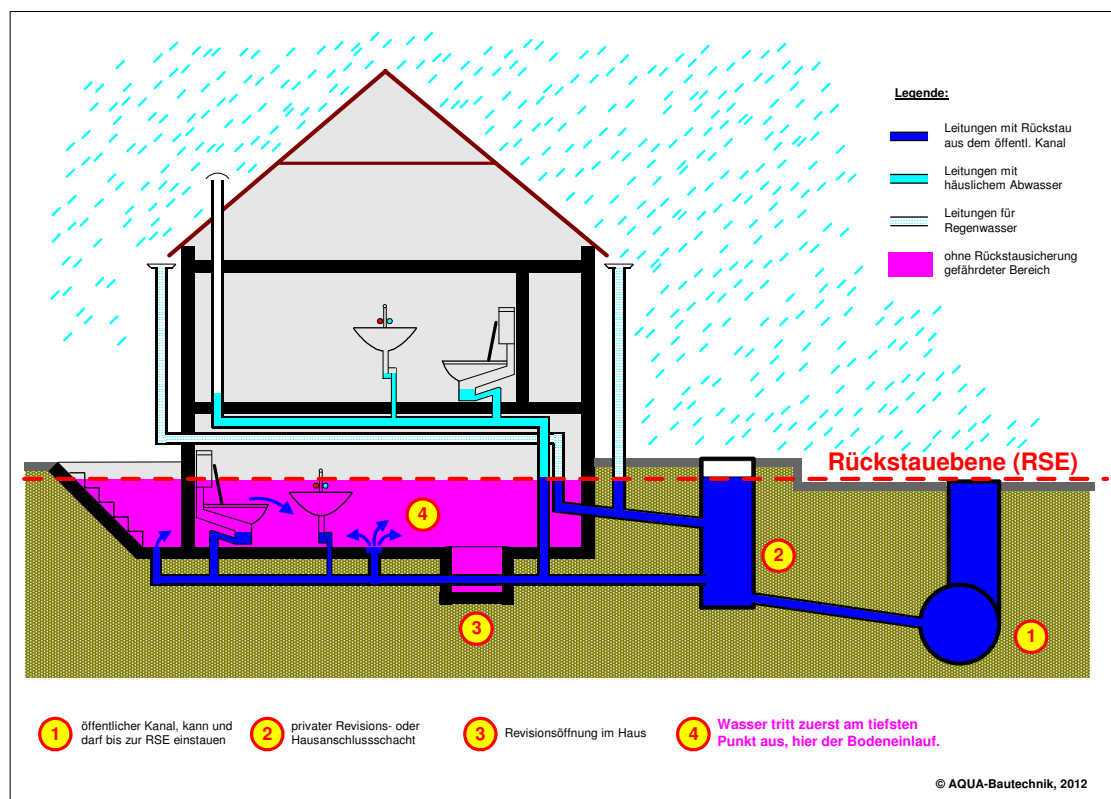 Legende:
Leitungen mit Rückstau
aus dem öffentl. Kanal
Leitungen mit
häuslichem Abwasser
Leitungen für
Regenwasser
ohne Rückstausicherung
gefährdeter Bereich
Rückstauebene (RSE)
4
2
3
1
1
öffentlicher Kanal, kann und
darf bis zur RSE einstauen
2
privater Revisions- oder
Hausanschlussschacht
3
Revisionsöffnung im Haus
4
Wasser tritt zuerst am tiefsten
Punkt aus, hier der Bodeneinlauf.
© AQUA-Bautechnik, 2012